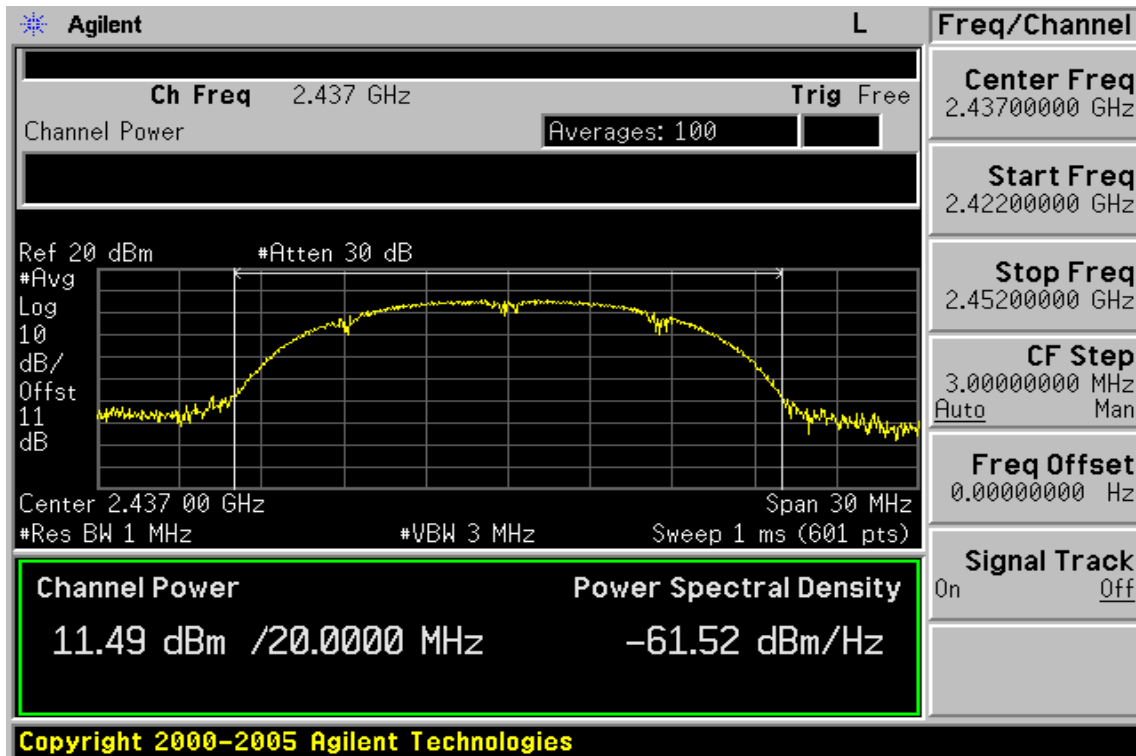 Agilent L Freq/Channel
Ch Freq 2.437 GHz Trig Free
Channel Power Averages: 100
Ref 20 dBm #Atten 30 dB
#Avg
Log
10
dB/
Offst
11
dB
Center 2.437 00 GHz Span 30 MHz
#Res BW 1 MHz #VBW 3 MHz Sweep 1 ms (601 pts)
Channel Power Power Spectral Density
11.49 dBm /20.0000 MHz -61.52 dBm/Hz
Center Freq
2.43700000 GHz
Start Freq
2.42200000 GHz
Stop Freq
2.45200000 GHz
CF Step
3.00000000 MHz
Auto Man
Freq Offset
0.00000000 Hz
Signal Track
On Off
Copyright 2000-2005 Agilent Technologies